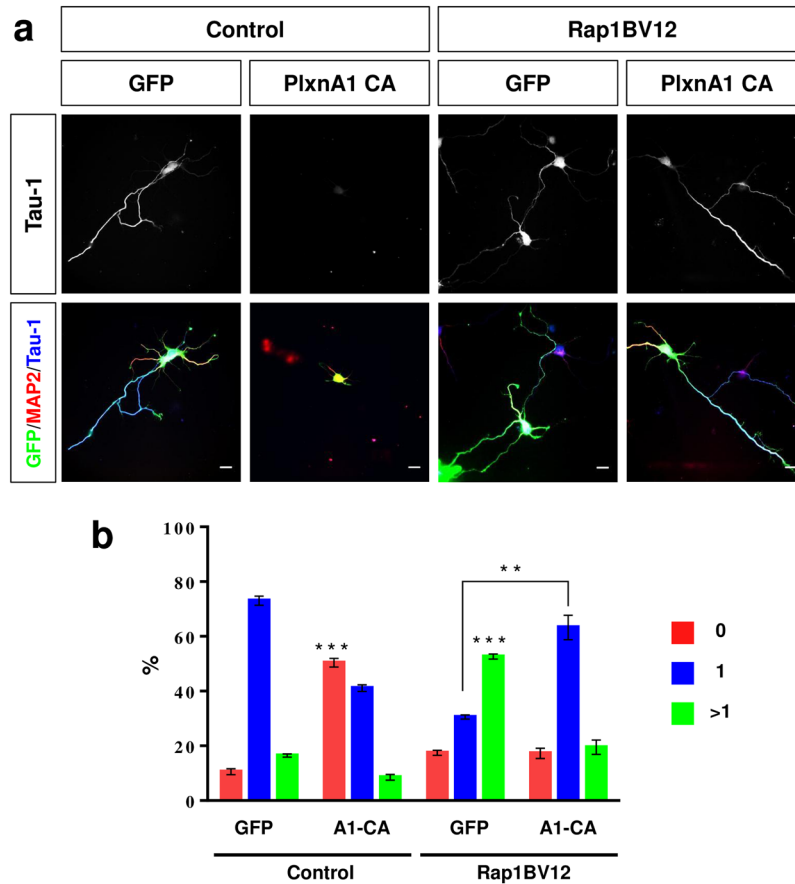 a
Control
Rap1BV12
GFP
PlxnA1 CA
GFP
PlxnA1 CA
Tau-1
GFP/MAP2/Tau-1
b
%
100
80
60
40
20
0
***
***
**
0
1
>1
GFP
A1-CA
GFP
A1-CA
Control
Rap1BV12